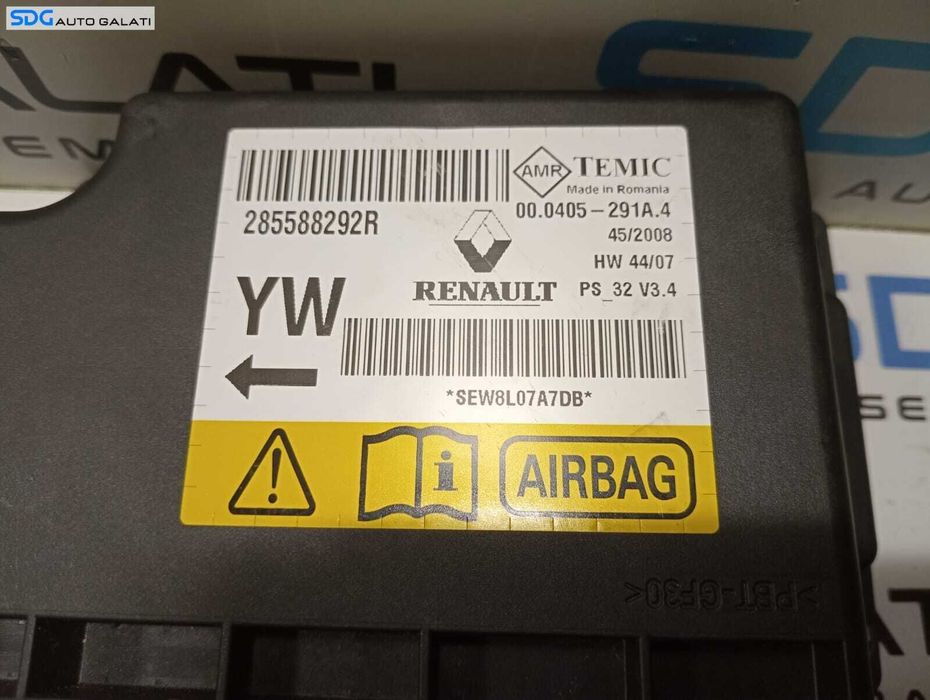 SDG AUTO GALATI
285588292R
AMR TEMIC
Made in Romania
00.0405-291A.4
45/2008
HW 44/07
PS_32 V3.4
RENAULT
YW
*SEW8L07A7DB*
i
AIRBAG
>PBT-GF30<